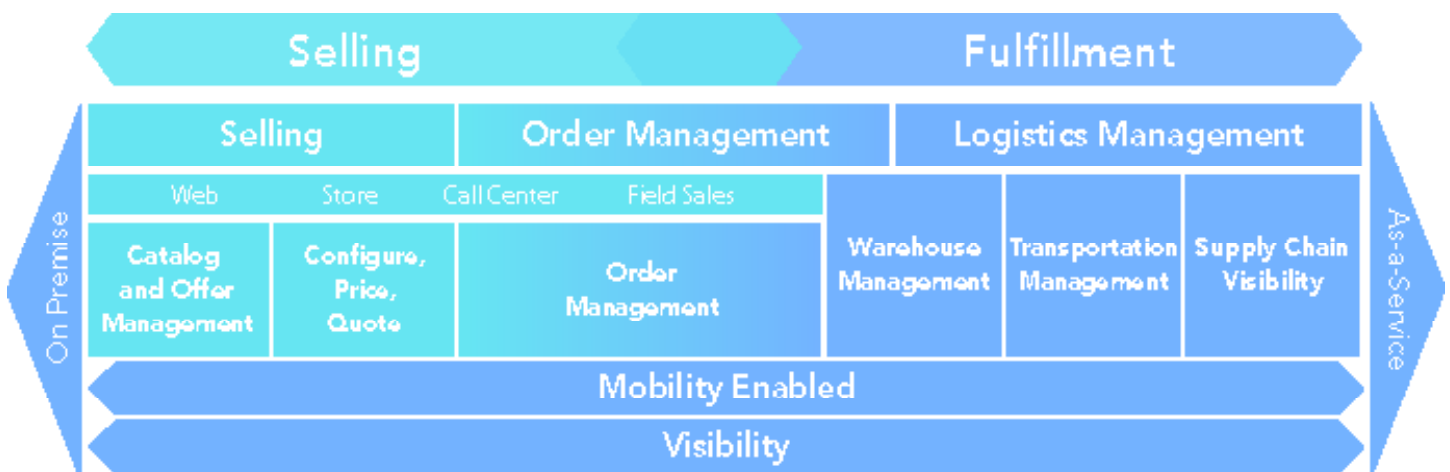 Selling
Fulfillment
Selling
Order Management
Logistics Management
Web
Store
Call Center
Field Sales
On Premise
Catalog
and Offer
Management
Configure,
Price,
Quote
Order
Management
Warehouse
Management
Transportation
Management
Supply Chain
Visibility
As-a-Service
Mobility Enabled
Visibility